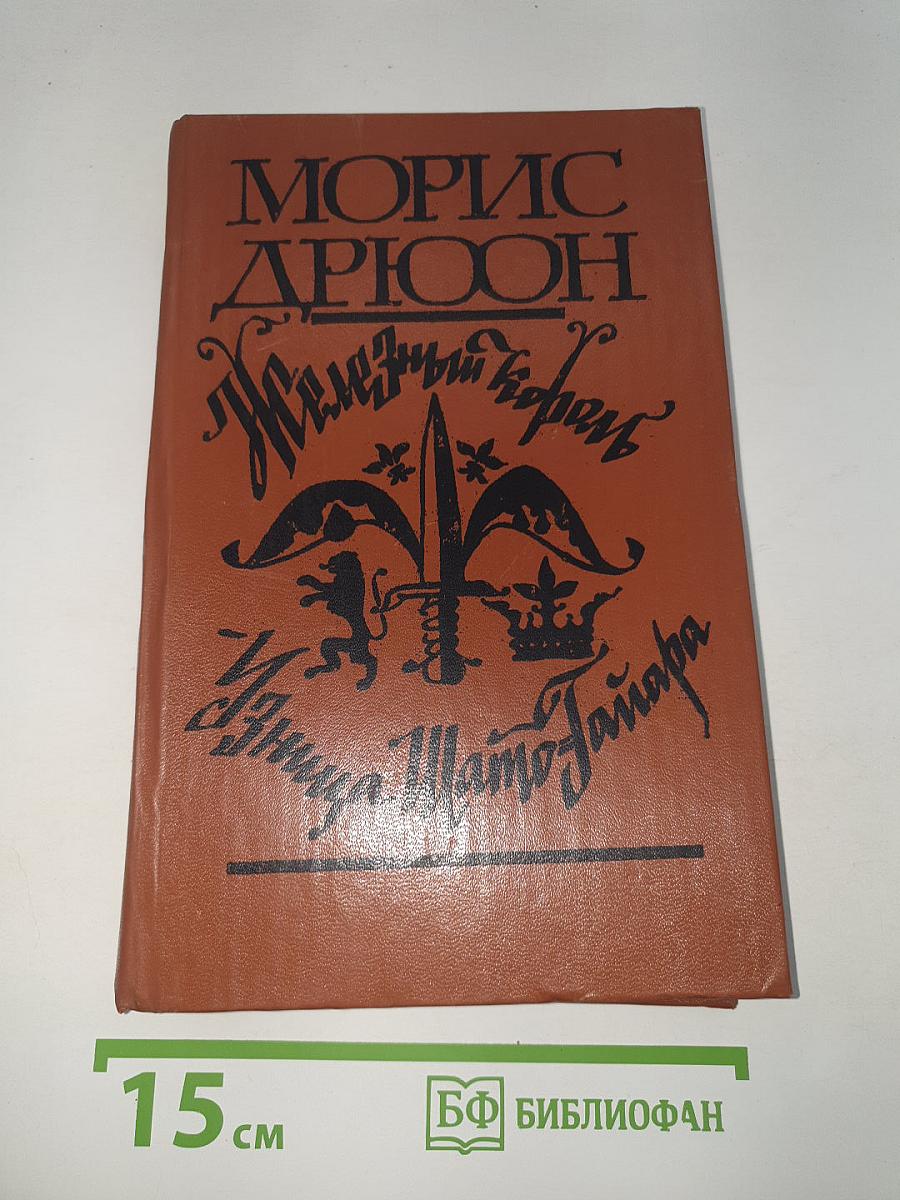 МОРИС
ДРЮОН
Железный король
Узница Шато-Гайара
15 см
БФ БИБЛИОФАН